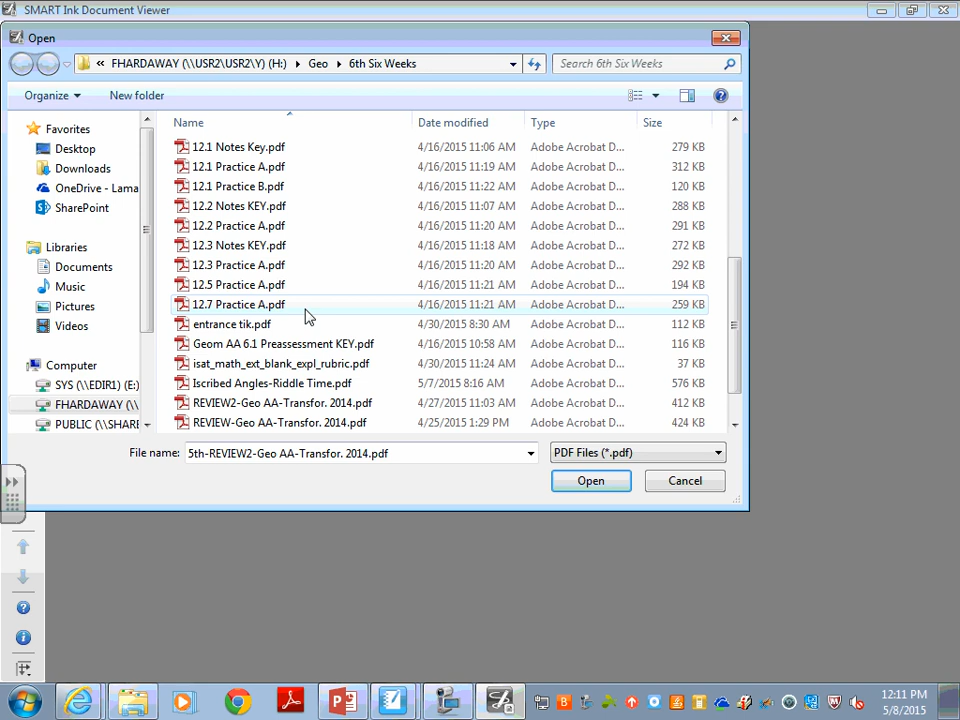 SMART Ink Document Viewer
Open
« FHARDAWAY (\\USR2\USR2\Y) (H:) Geo 6th Six Weeks
Search 6th Six Weeks
Organize New folder
Name Date modified Type Size
Favorites
Desktop
Downloads
OneDrive - Lama
SharePoint
Libraries
Documents
Music
Pictures
Videos
Computer
SYS (\\EDIR1) (E:)
FHARDAWAY (\\
PUBLIC (\\SHARE
12.1 Notes Key.pdf 4/16/2015 11:06 AM Adobe Acrobat D... 279 KB
12.1 Practice A.pdf 4/16/2015 11:19 AM Adobe Acrobat D... 312 KB
12.1 Practice B.pdf 4/16/2015 11:22 AM Adobe Acrobat D... 120 KB
12.2 Notes KEY.pdf 4/16/2015 11:07 AM Adobe Acrobat D... 288 KB
12.2 Practice A.pdf 4/16/2015 11:20 AM Adobe Acrobat D... 291 KB
12.3 Notes KEY.pdf 4/16/2015 11:18 AM Adobe Acrobat D... 272 KB
12.3 Practice A.pdf 4/16/2015 11:20 AM Adobe Acrobat D... 292 KB
12.5 Practice A.pdf 4/16/2015 11:21 AM Adobe Acrobat D... 194 KB
12.7 Practice A.pdf 4/16/2015 11:21 AM Adobe Acrobat D... 259 KB
entrance tik.pdf 4/30/2015 8:30 AM Adobe Acrobat D... 112 KB
Geom AA 6.1 Preassessment KEY.pdf 4/16/2015 10:58 AM Adobe Acrobat D... 116 KB
isat_math_ext_blank_expl_rubric.pdf 4/30/2015 11:24 AM Adobe Acrobat D... 37 KB
Iscribed Angles-Riddle Time.pdf 5/7/2015 8:16 AM Adobe Acrobat D... 576 KB
REVIEW2-Geo AA-Transfor. 2014.pdf 4/27/2015 11:03 AM Adobe Acrobat D... 412 KB
REVIEW-Geo AA-Transfor. 2014.pdf 4/25/2015 1:29 PM Adobe Acrobat D... 424 KB
File name: 5th-REVIEW2-Geo AA-Transfor. 2014.pdf PDF Files (*.pdf)
Open Cancel
12:11 PM
5/8/2015